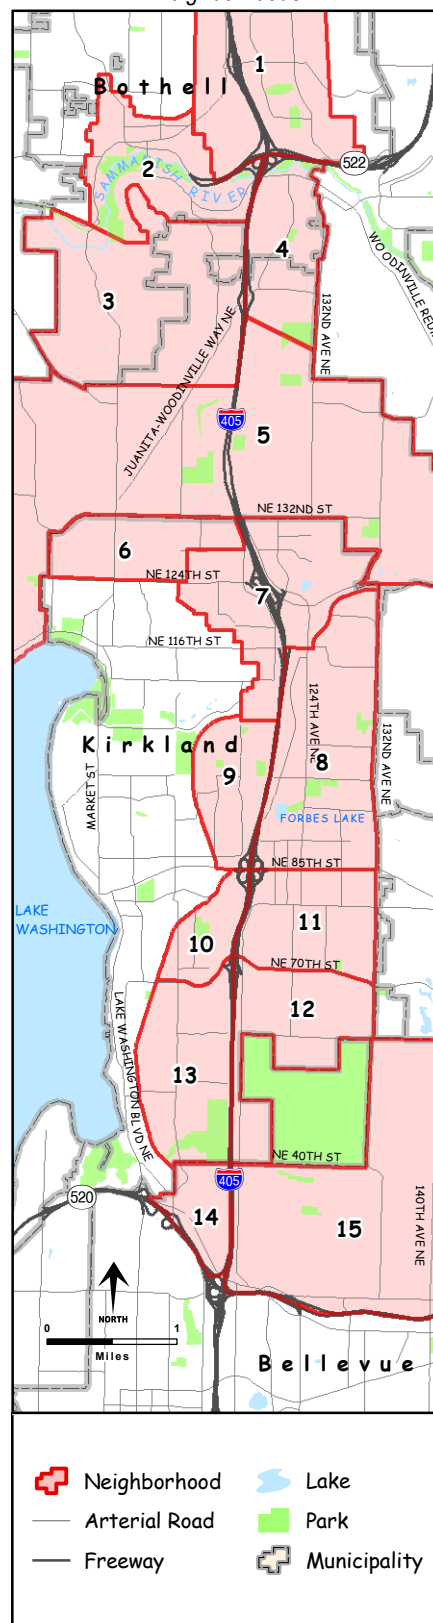 1
Bothell
522
2
SAMMAMISH RIVER
WOODINVILLE
4
3
132ND AVE NE
JUANITA-WOODINVILLE WAY NE
405
5
NE 132ND ST
6
NE 124TH ST
7
NE 116TH ST
124TH AVE NE
132ND AVE NE
Kirkland
8
9
MARKET ST
FORBES LAKE
NE 85TH ST
LAKE
WASHINGTON
11
10
NE 70TH ST
LAKE WASHINGTON BLVD NE
12
13
NE 40TH ST
405
520
14
15
140TH AVE NE
NORTH
0 1
Miles
Bellevue
Neighborhood
Lake
Arterial Road
Park
Freeway
Municipality